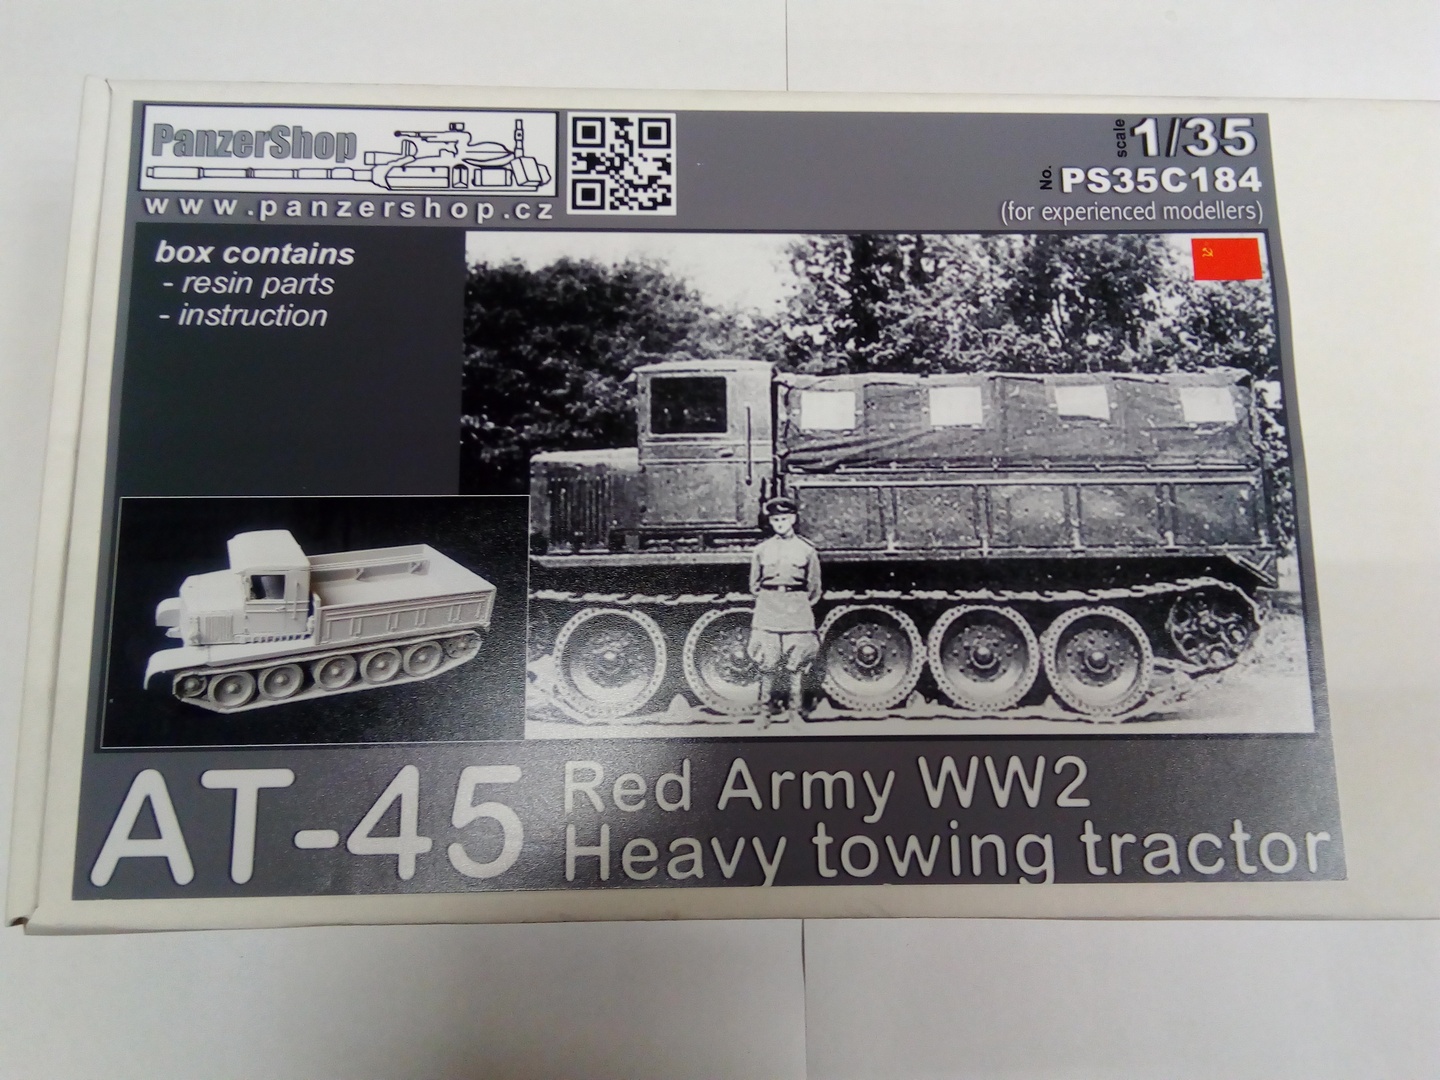 PanzerShop
www.panzershop.cz
scale 1/35
No. PS35C184
(for experienced modellers)
box contains
- resin parts
- instruction
AT-45
Red Army WW2
Heavy towing tractor